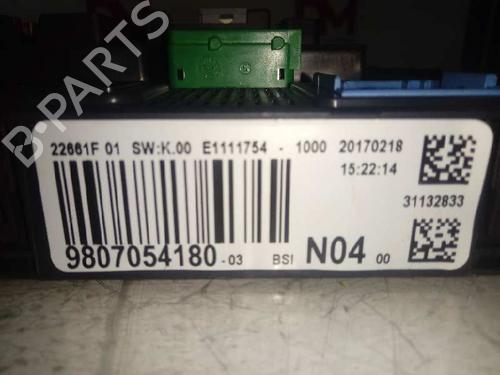 B-PARTS
22661F 01 SW:K.00 E1111754 - 1000 20170218
15:22:14
31132833
9807054180-03 BSI N04 00